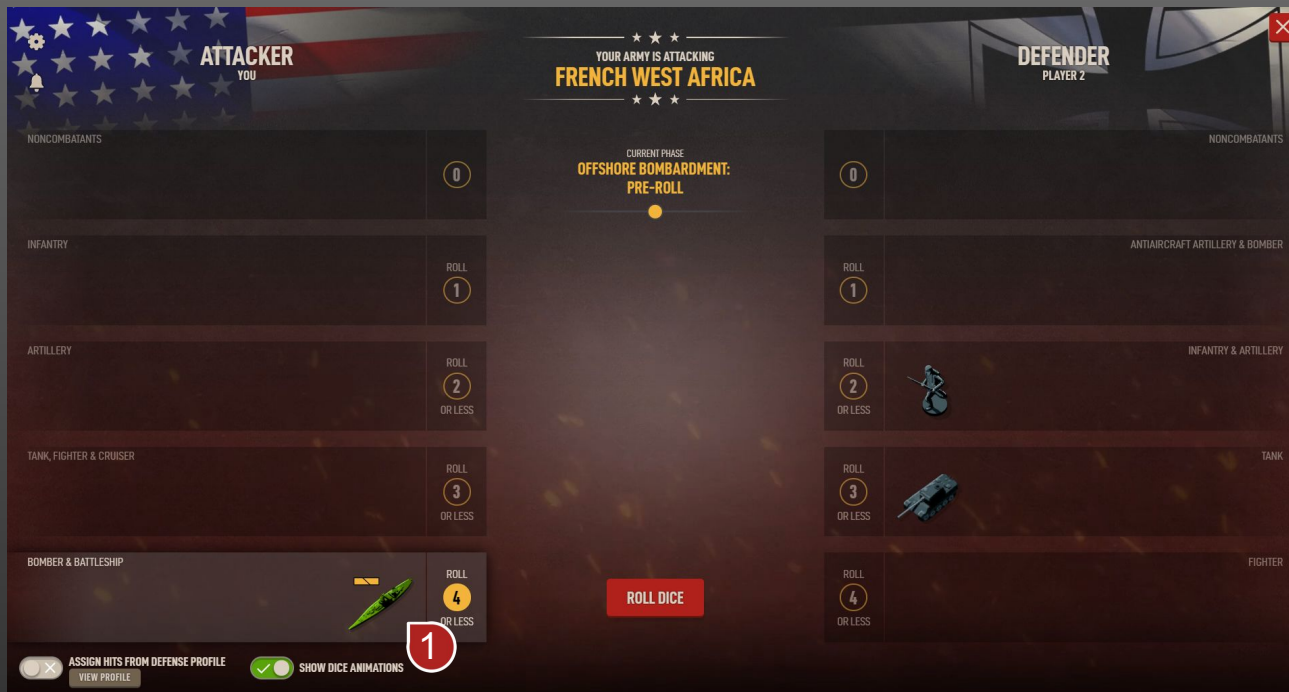 ATTACKER
YOU
YOUR ARMY IS ATTACKING
FRENCH WEST AFRICA
DEFENDER
PLAYER 2
CURRENT PHASE
OFFSHORE BOMBARDMENT:
PRE-ROLL
NONCOMBATANTS
0
INFANTRY
ROLL
1
ARTILLERY
ROLL
2
OR LESS
TANK, FIGHTER & CRUISER
ROLL
3
OR LESS
BOMBER & BATTLESHIP
ROLL
4
OR LESS
1
ROLL DICE
NONCOMBATANTS
0
ANTIAIRCRAFT ARTILLERY & BOMBER
ROLL
1
INFANTRY & ARTILLERY
ROLL
2
OR LESS
TANK
ROLL
3
OR LESS
FIGHTER
ROLL
4
OR LESS
ASSIGN HITS FROM DEFENSE PROFILE
VIEW PROFILE
SHOW DICE ANIMATIONS